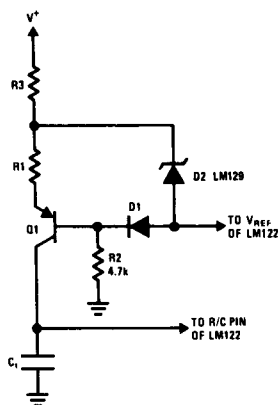 V+
R3
R1
D2 LM129
D1
Q1
TO VREF
OF LM122
R2
4.7k
TO R/C PIN
OF LM122
C1